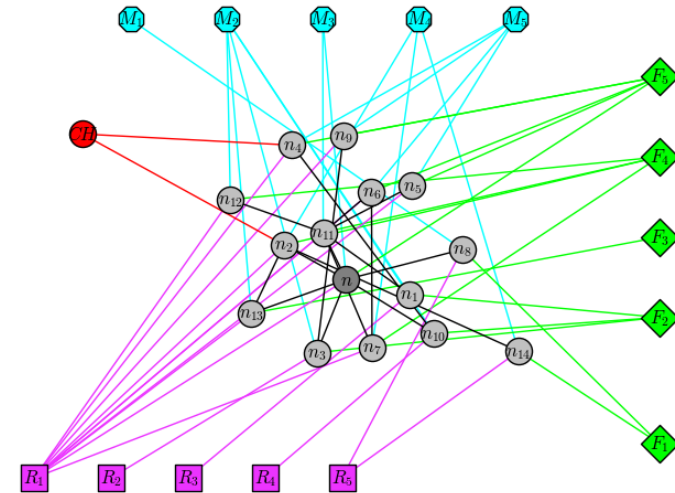 M₁ M₂ M₃ M₄ M₅
F₅
CH
n₉
n₄
F₄
n₆ n₅
n₁₂
n₁₁
F₃
n₂
n₈
n
n₁
n₁₃
F₂
n₁₀
n₃ n₇ n₁₄
F₁
R₁ R₂ R₃ R₄ R₅